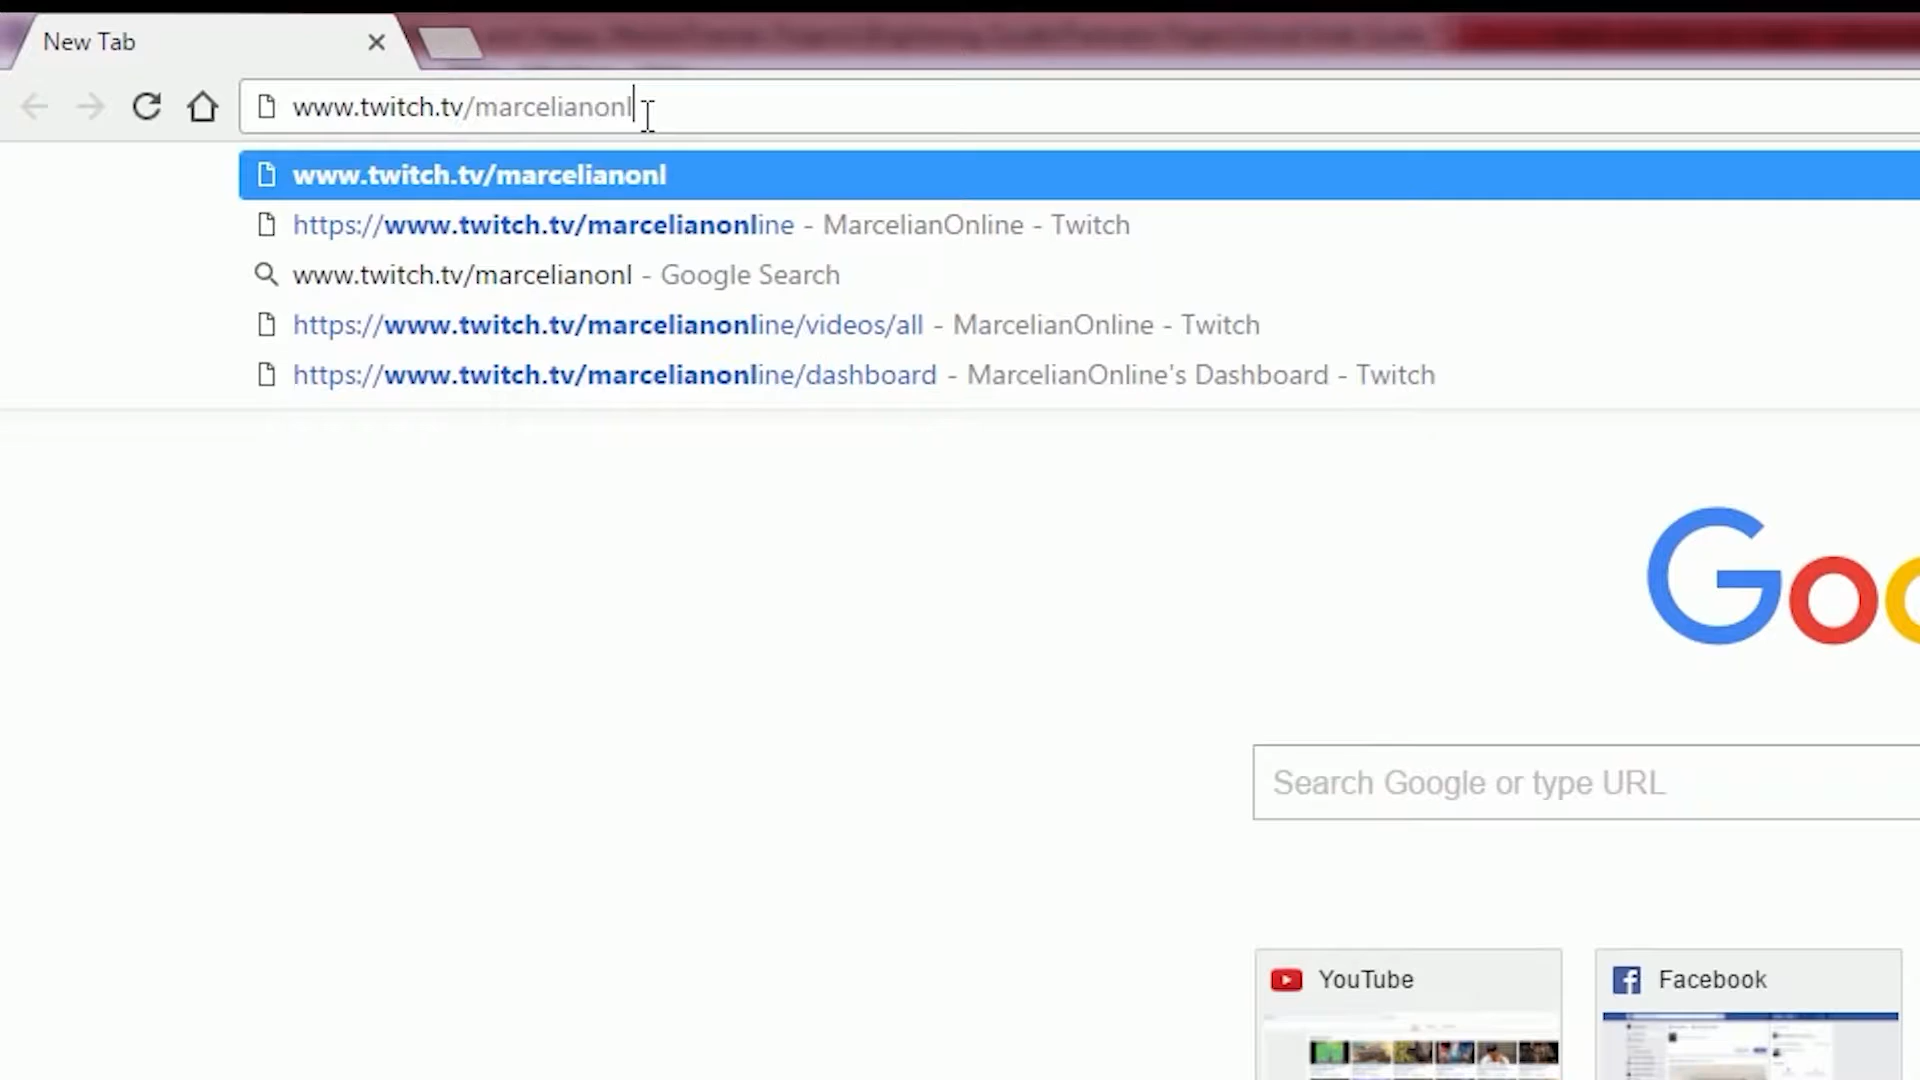 New Tab
www.twitch.tv/marcelianonl
www.twitch.tv/marcelianonl
https://www.twitch.tv/marcelianonline - MarcelianOnline - Twitch
www.twitch.tv/marcelianonl - Google Search
https://www.twitch.tv/marcelianonline/videos/all - MarcelianOnline - Twitch
https://www.twitch.tv/marcelianonline/dashboard - MarcelianOnline's Dashboard - Twitch
Goo
Search Google or type URL
YouTube
Facebook